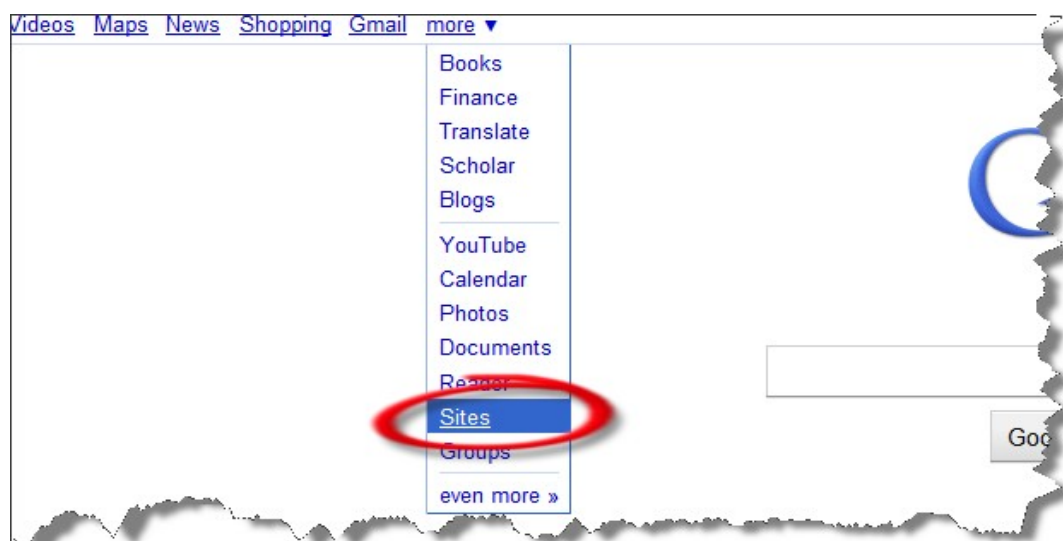 Videos Maps News Shopping Gmail more ▼
Books
Finance
Translate
Scholar
Blogs
YouTube
Calendar
Photos
Documents
Reader
Sites
Groups
even more »